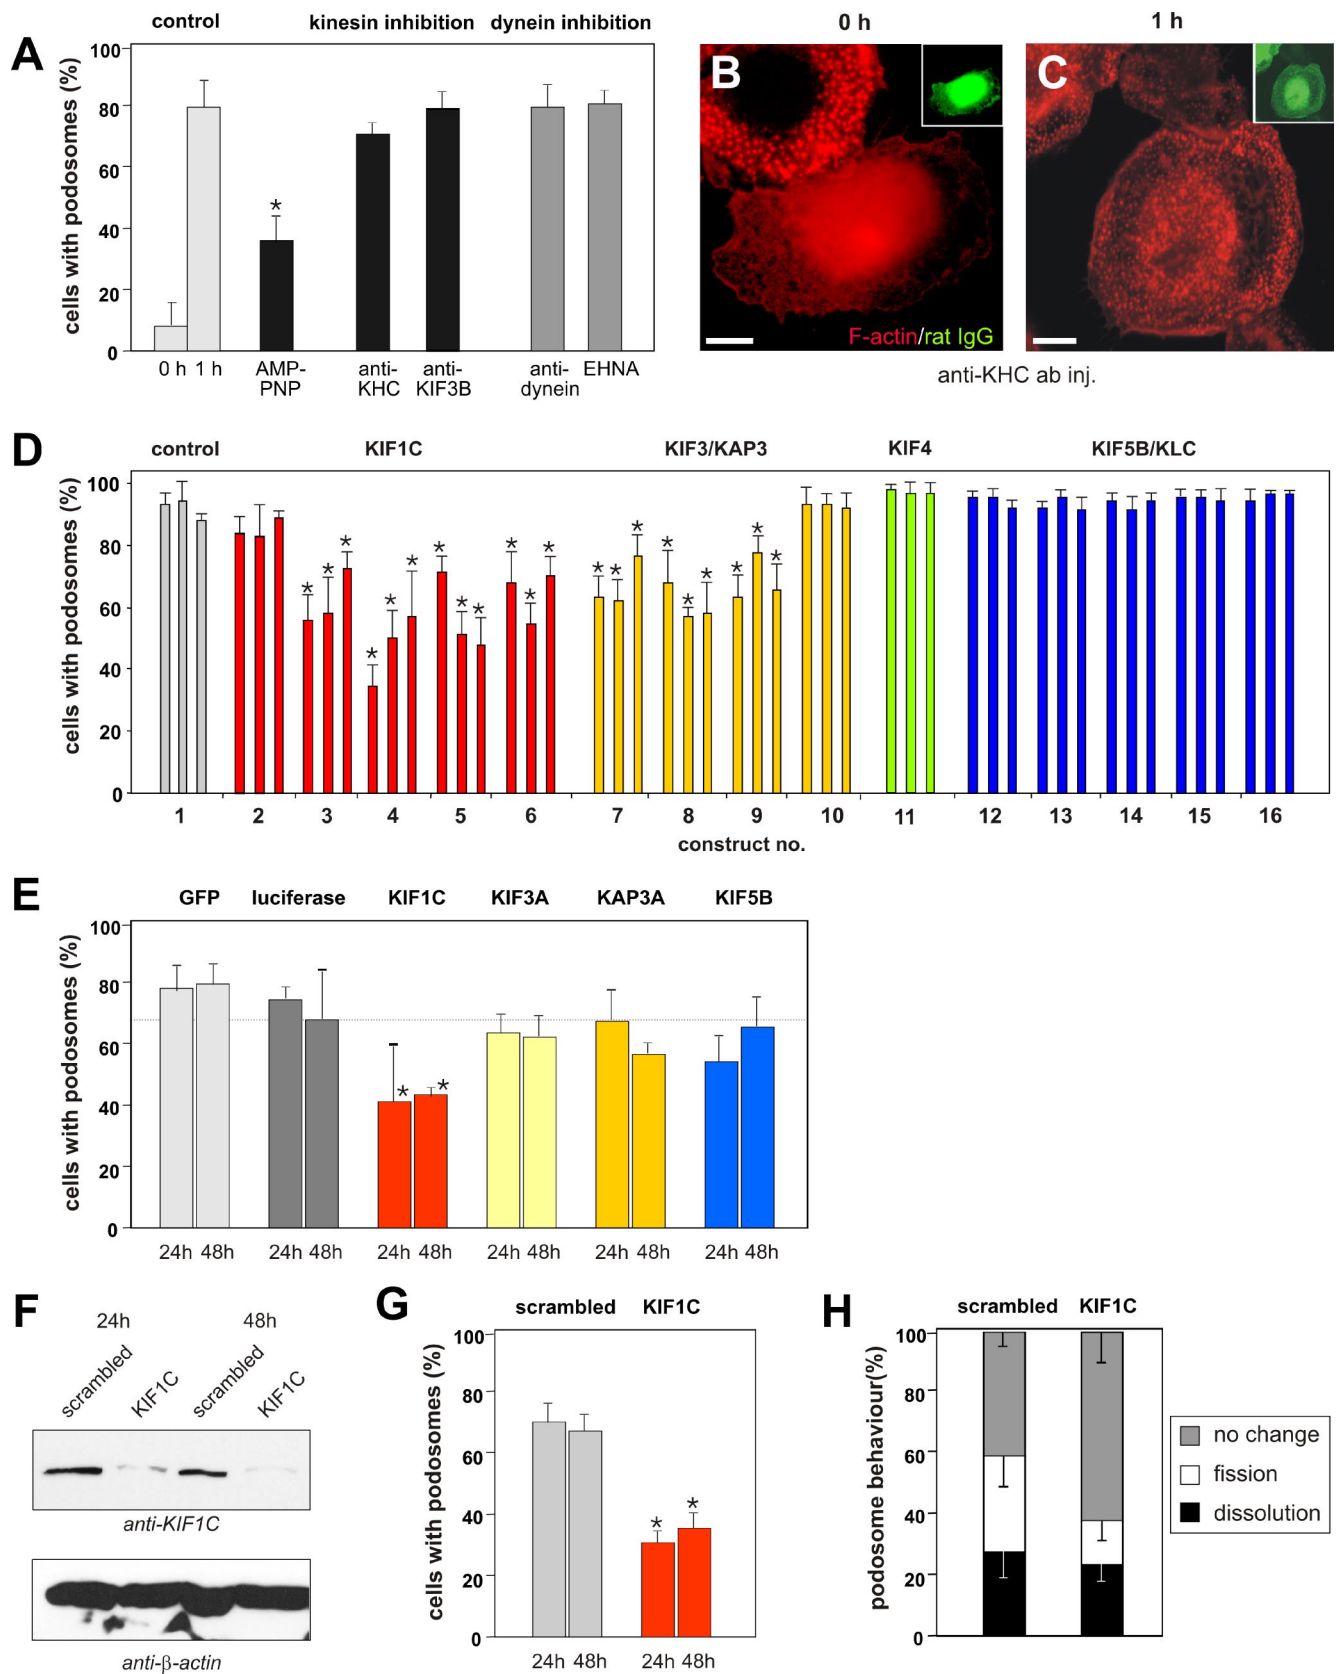 A
control
kinesin inhibition
dynein inhibition
cells with podosomes (%)
100
80
60
40
20
0
*
0 h 1 h
AMP-
PNP
anti-
KHC
anti-
KIF3B
anti-
dynein
EHNA
0 h
1 h
B
C
F-actin/rat IgG
anti-KHC ab inj.
D
control
KIF1C
KIF3/KAP3
KIF4
KIF5B/KLC
cells with podosomes (%)
100
80
60
40
20
0
* * * * * * * * * * * * * * * * * * * *
1 2 3 4 5 6 7 8 9 10 11 12 13 14 15 16
construct no.
E
GFP luciferase KIF1C KIF3A KAP3A KIF5B
cells with podosomes (%)
100
80
60
40
20
0
* *
24h 48h 24h 48h 24h 48h 24h 48h 24h 48h 24h 48h
F
24h 48h
scrambled KIF1C scrambled KIF1C
anti-KIF1C
anti-β-actin
G
scrambled KIF1C
cells with podosomes (%)
100
80
60
40
20
0
* *
24h 48h 24h 48h
H
scrambled KIF1C
podosome behaviour(%)
100
80
60
40
20
0
no change
fission
dissolution